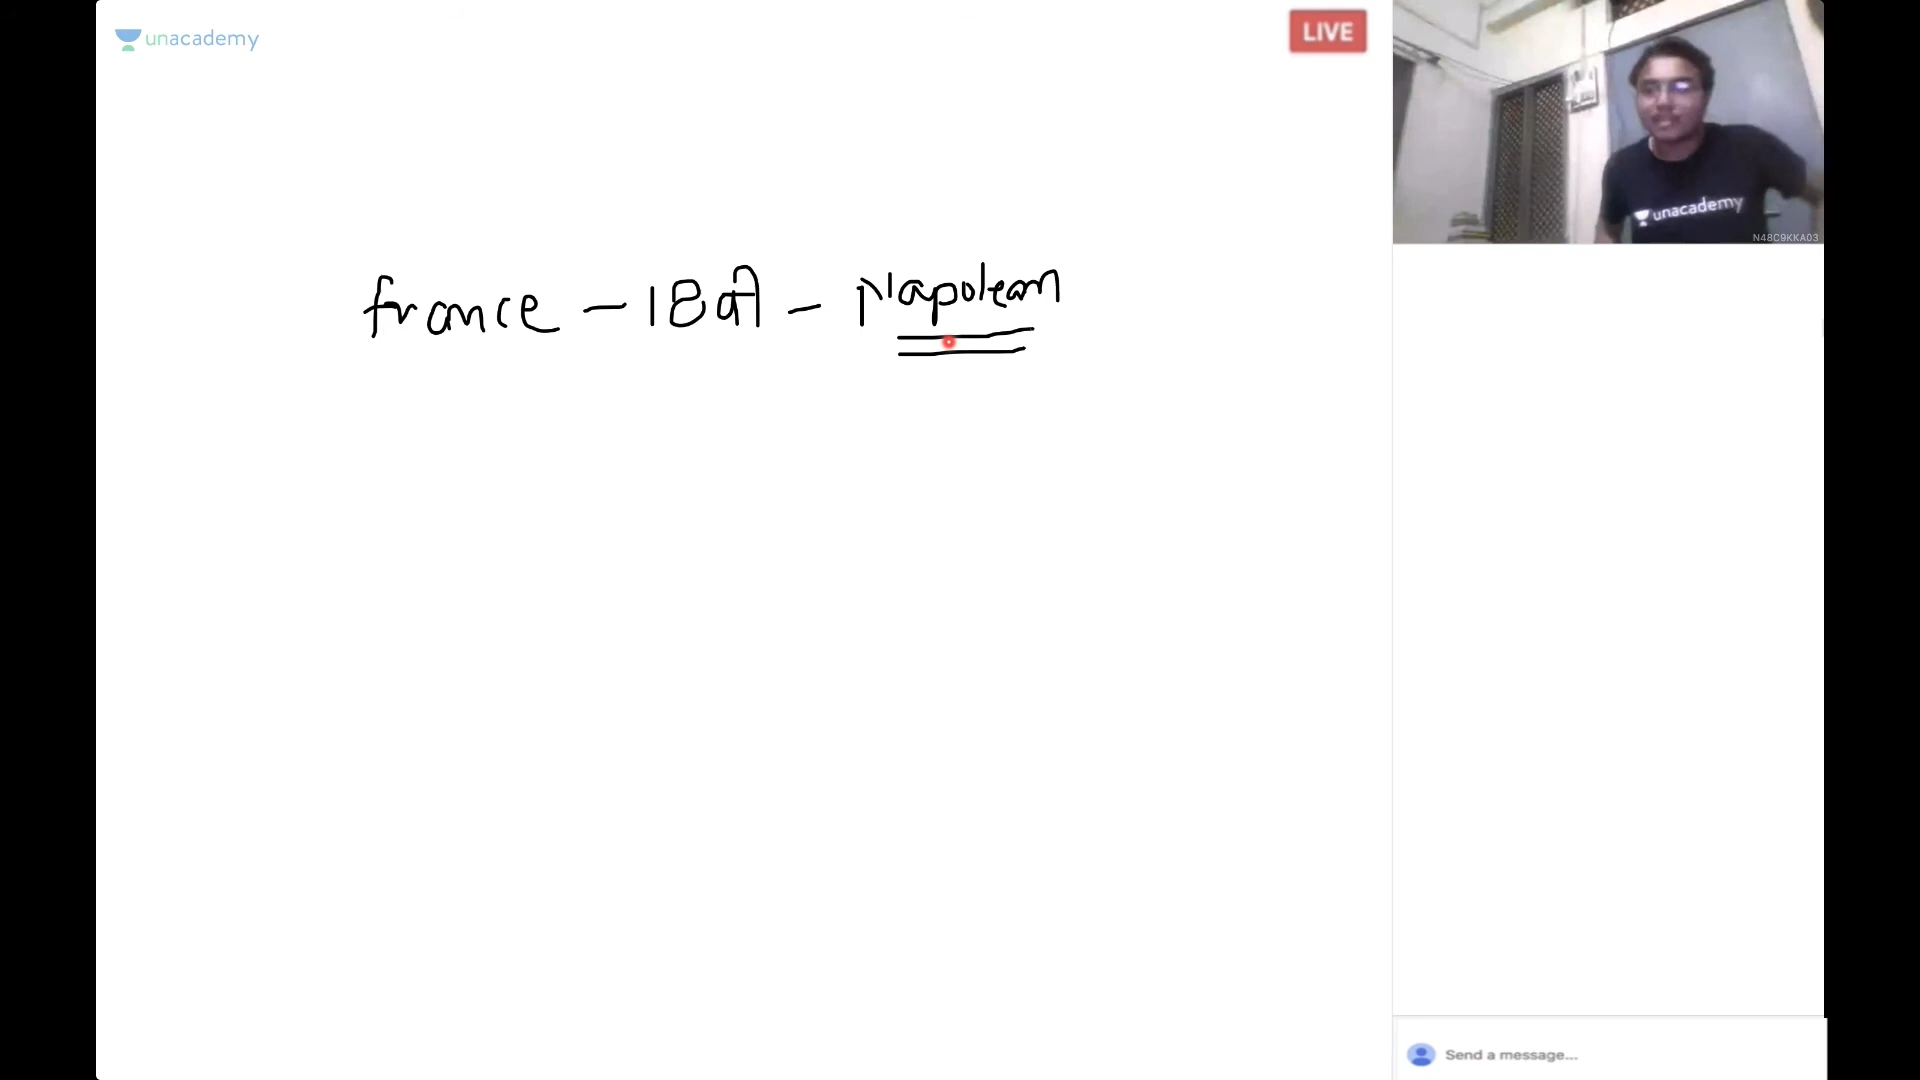 unacademy
LIVE
france - 18वी - Napolean
unacademy
N48C9KKA03
Send a message...